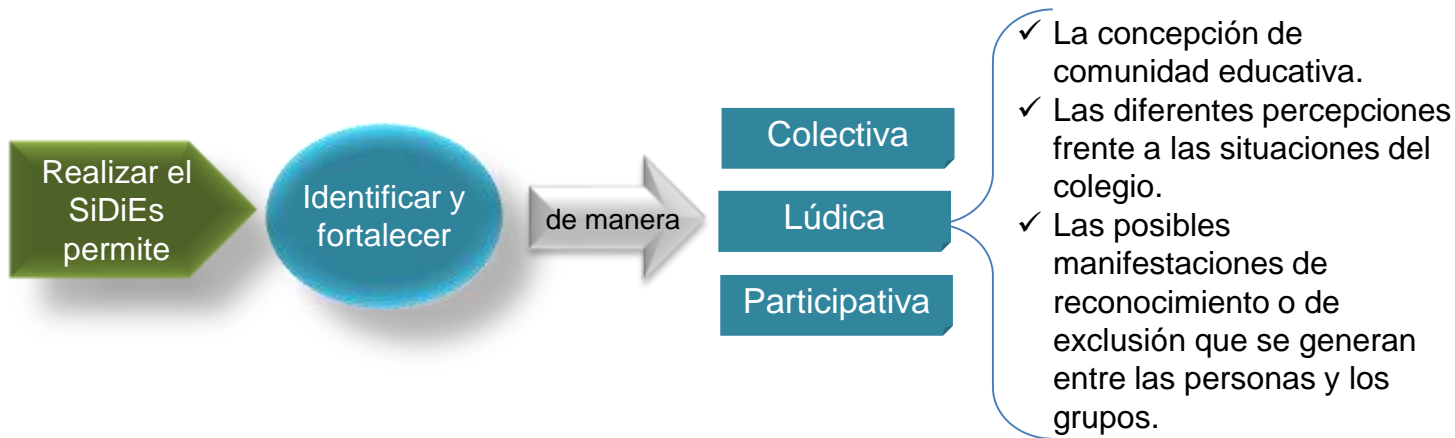 Realizar el
SiDiEs
permite
Identificar y
fortalecer
de manera
Colectiva
Lúdica
Participativa
✓ La concepción de
comunidad educativa.
✓ Las diferentes percepciones
frente a las situaciones del
colegio.
✓ Las posibles
manifestaciones de
reconocimiento o de
exclusión que se generan
entre las personas y los
grupos.